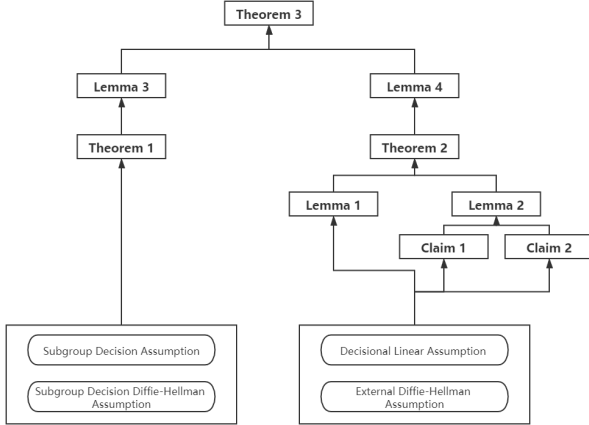 Theorem 3
Lemma 3
Lemma 4
Theorem 1
Theorem 2
Lemma 1
Lemma 2
Claim 1
Claim 2
Subgroup Decision Assumption
Subgroup Decision Diffie-Hellman
Assumption
Decisional Linear Assumption
External Diffie-Hellman
Assumption